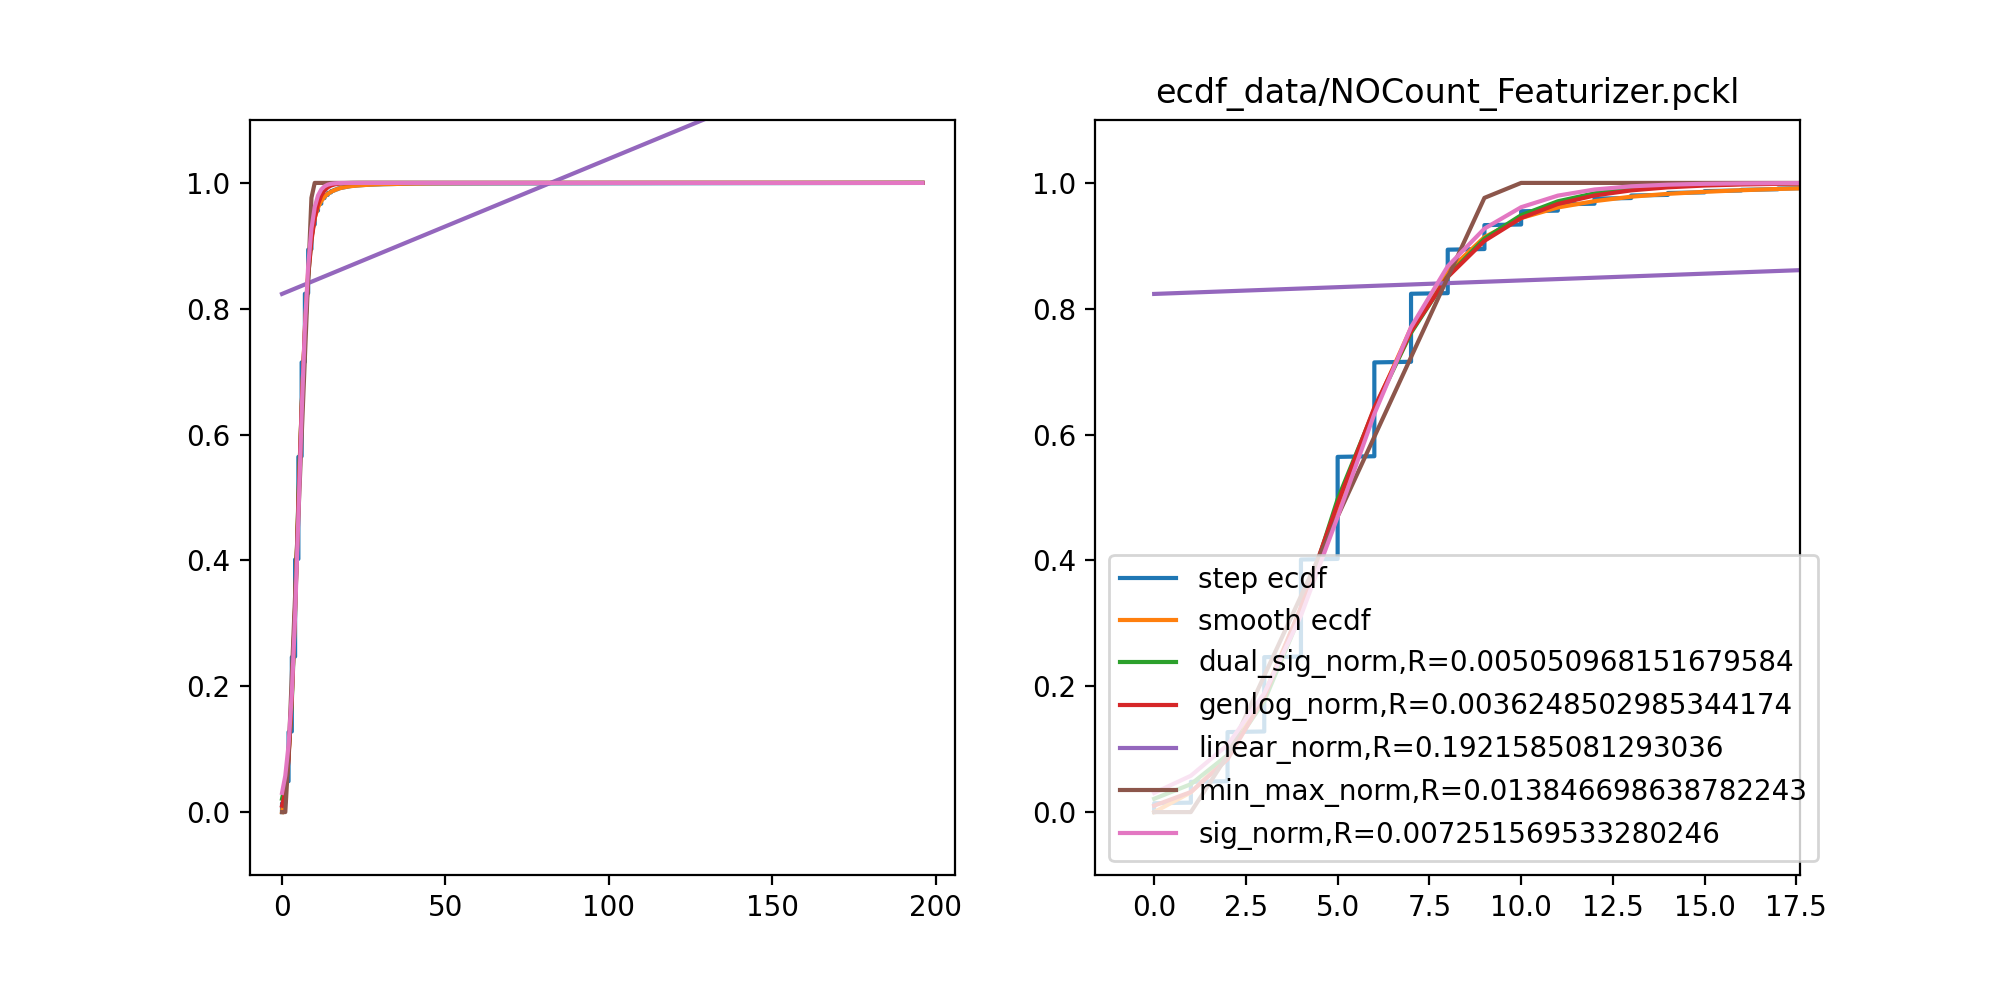 ecdf_data/NOCount_Featurizer.pckl
1.0
0.8
0.6
0.4
0.2
0.0
0 50 100 150 200
1.0
0.8
0.6
0.4
0.2
0.0
step ecdf
smooth ecdf
dual_sig_norm,R=0.005050968151679584
genlog_norm,R=0.0036248502985344174
linear_norm,R=0.1921585081293036
min_max_norm,R=0.013846698638782243
sig_norm,R=0.007251569533280246
0.0 2.5 5.0 7.5 10.0 12.5 15.0 17.5